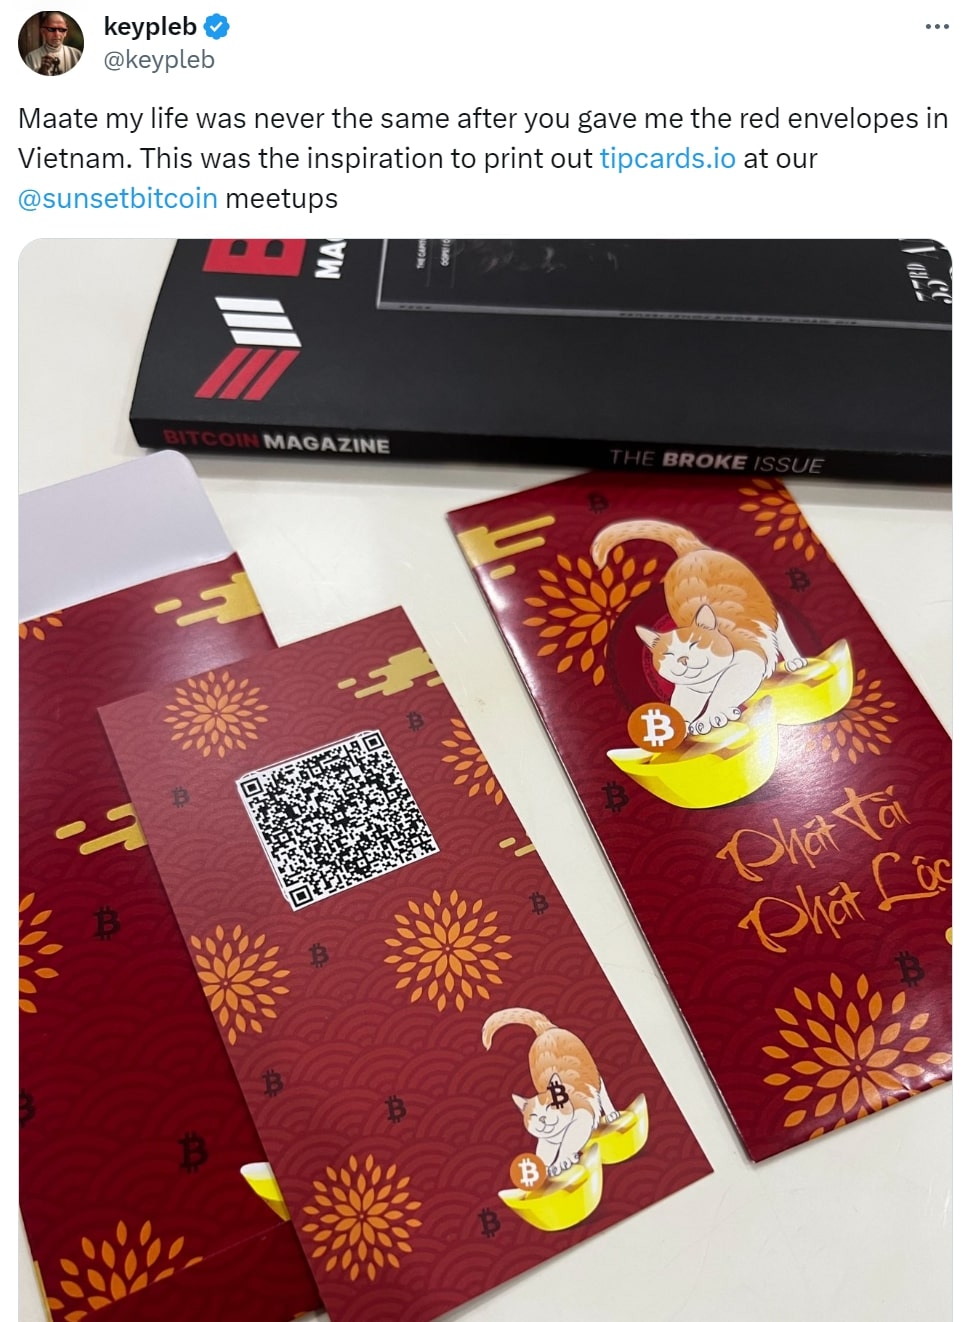 keypleb
@keypleb
Maate my life was never the same after you gave me the red envelopes in
Vietnam. This was the inspiration to print out tipcards.io at our
@sunsetbitcoin meetups
B
MA
33RD
BITCOIN MAGAZINE
THE BROKE ISSUE
Phát Tài
Phát Lộc